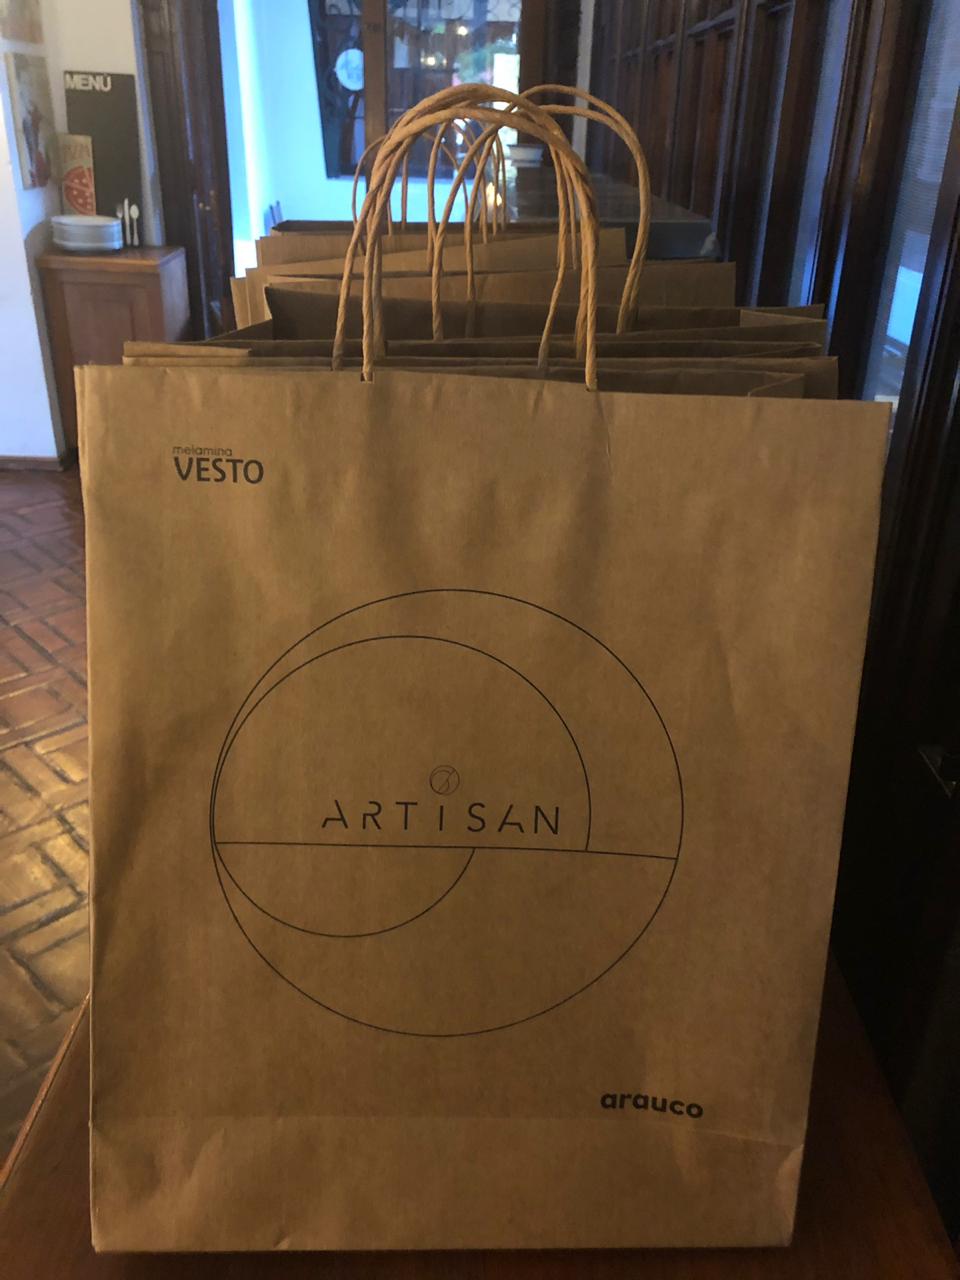 MENÚ
melamina
VESTO
ARTISAN
arauco